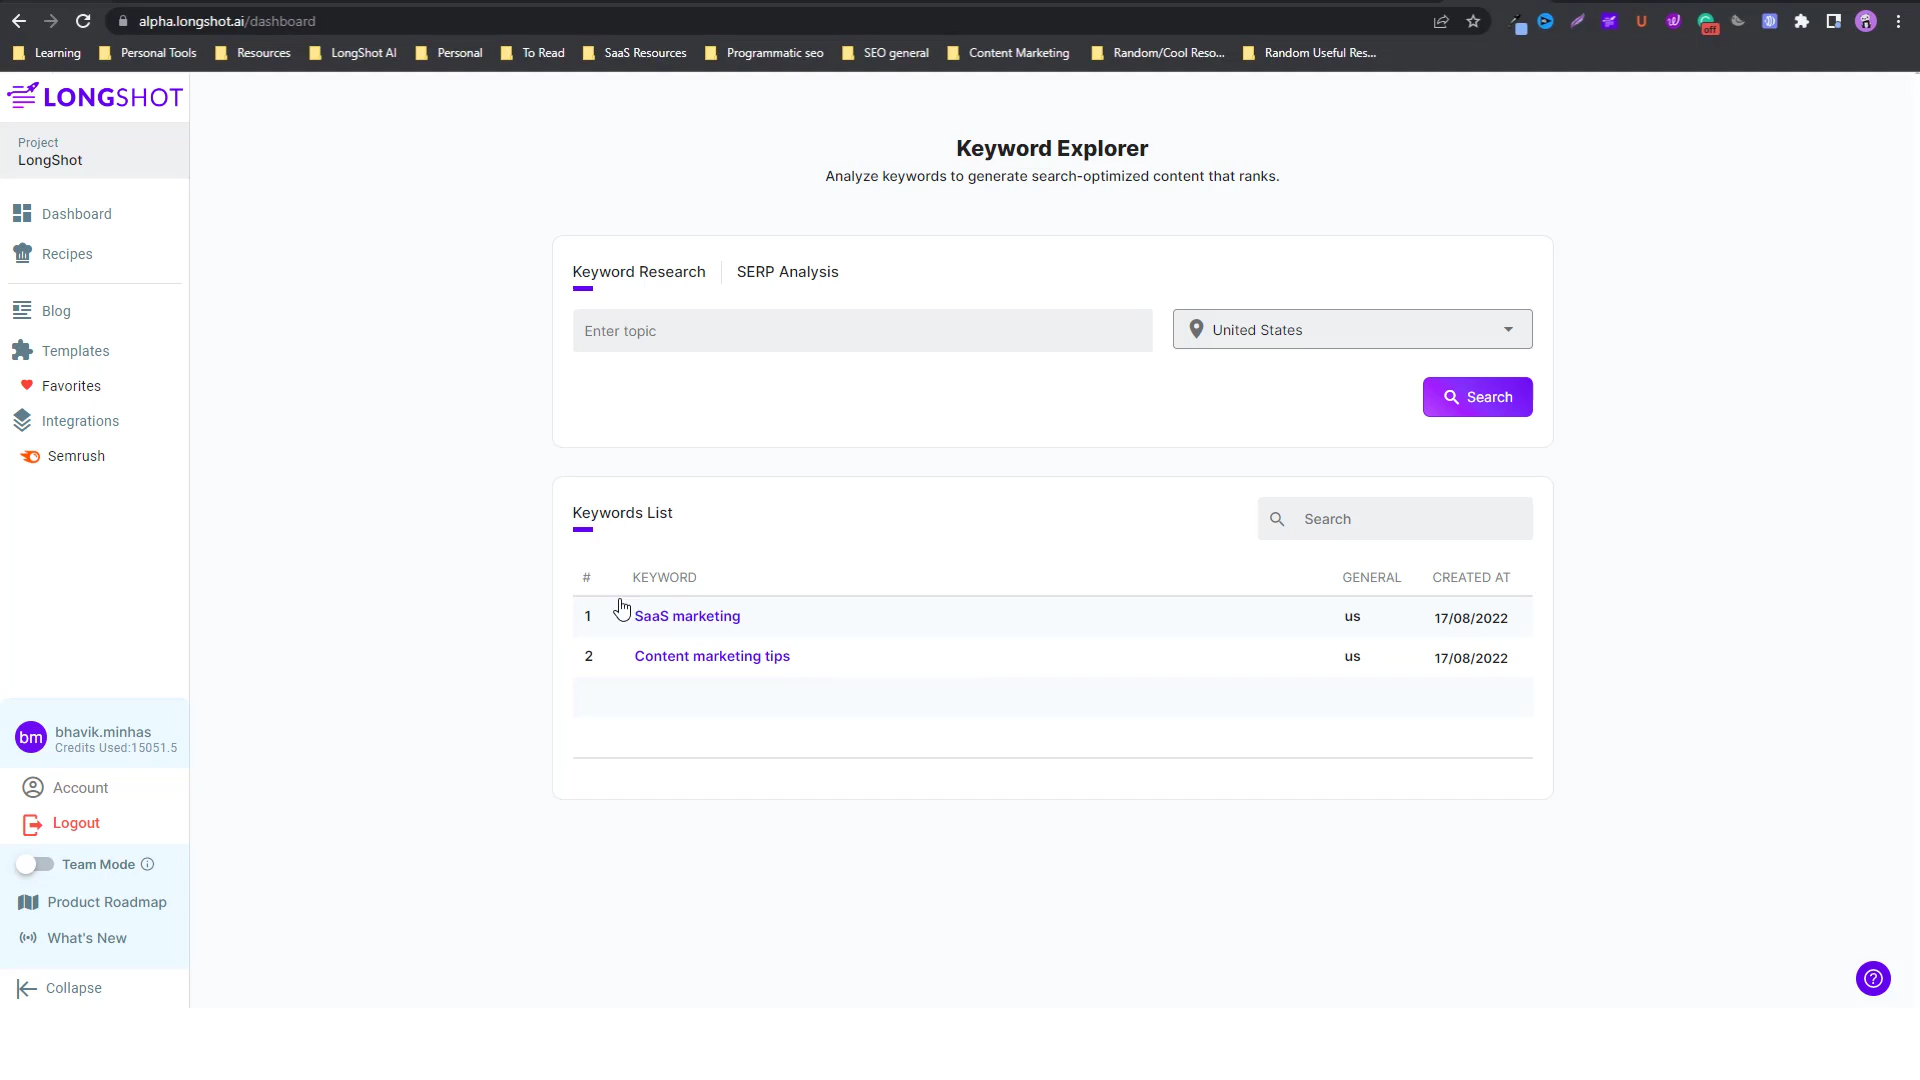 alpha.longshot.ai/dashboard
off
Learning Personal Tools Resources LongShot AI Personal To Read SaaS Resources Programmatic seo SEO general Content Marketing Random/Cool Reso... Random Useful Res...
LONGSHOT
Project
LongShot
Dashboard
Recipes
Blog
Templates
Favorites
Integrations
Semrush
bm
bhavik.minhas
Credits Used:15051.5
Account
Logout
Team Mode
Product Roadmap
What's New
Collapse
Keyword Explorer
Analyze keywords to generate search-optimized content that ranks.
Keyword Research SERP Analysis
Enter topic United States
Search
Keywords List Search
# KEYWORD GENERAL CREATED AT
1 SaaS marketing us 17/08/2022
2 Content marketing tips us 17/08/2022